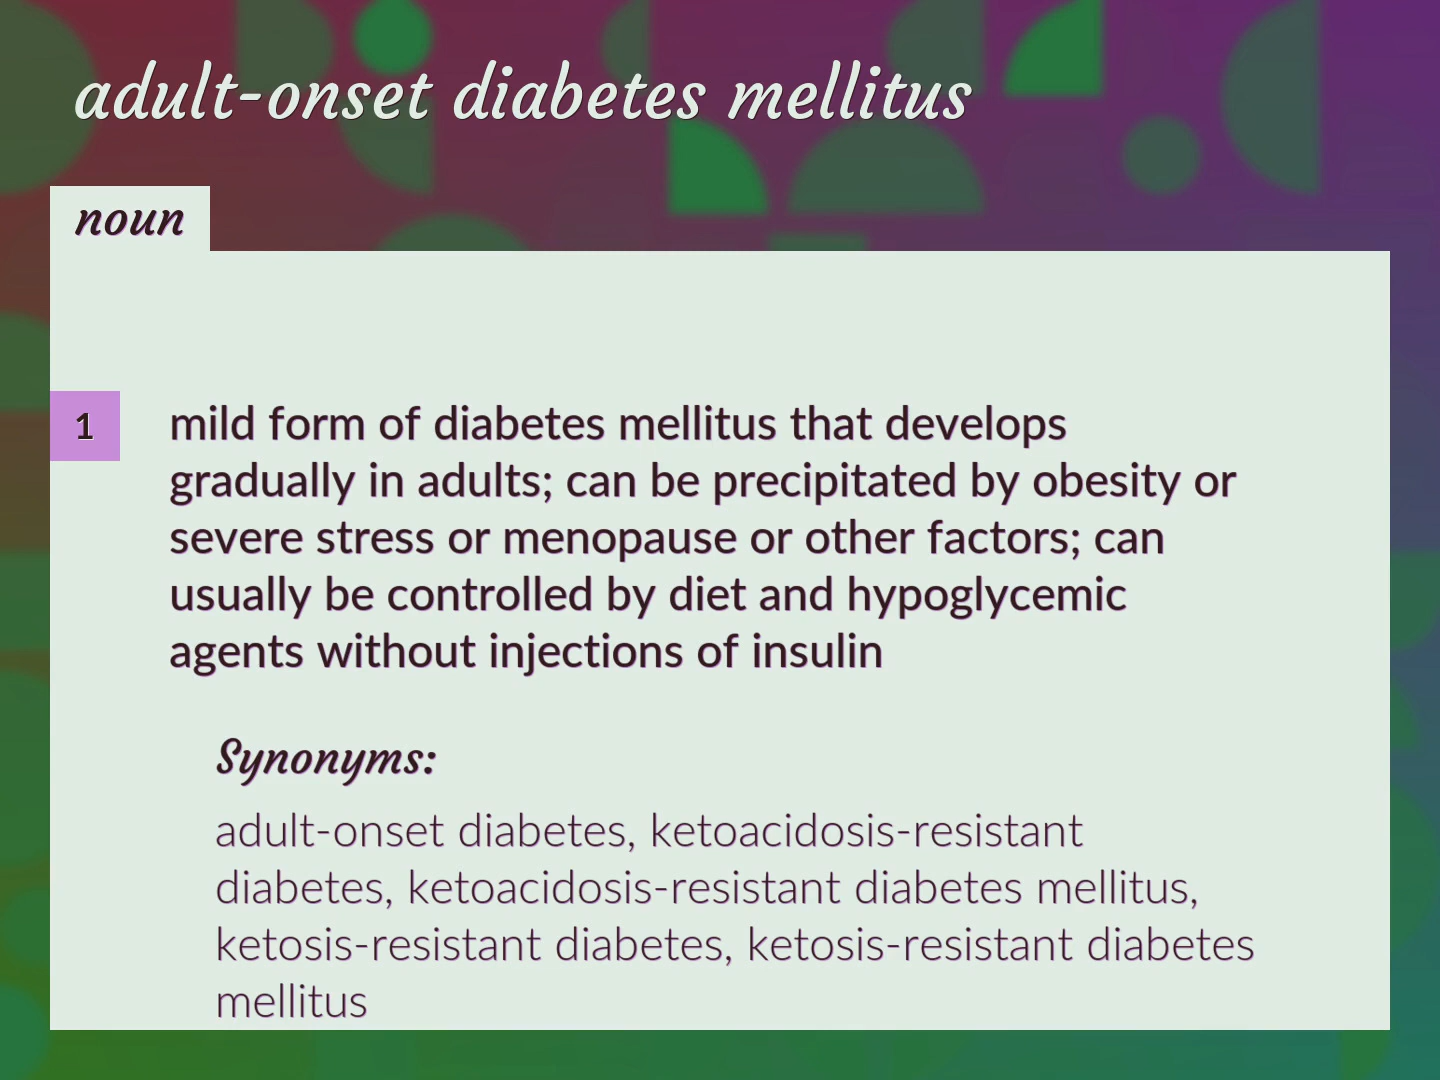 adult-onset diabetes mellitus
noun
1
mild form of diabetes mellitus that develops
gradually in adults; can be precipitated by obesity or
severe stress or menopause or other factors; can
usually be controlled by diet and hypoglycemic
agents without injections of insulin
Synonyms:
adult-onset diabetes, ketoacidosis-resistant
diabetes, ketoacidosis-resistant diabetes mellitus,
ketosis-resistant diabetes, ketosis-resistant diabetes
mellitus